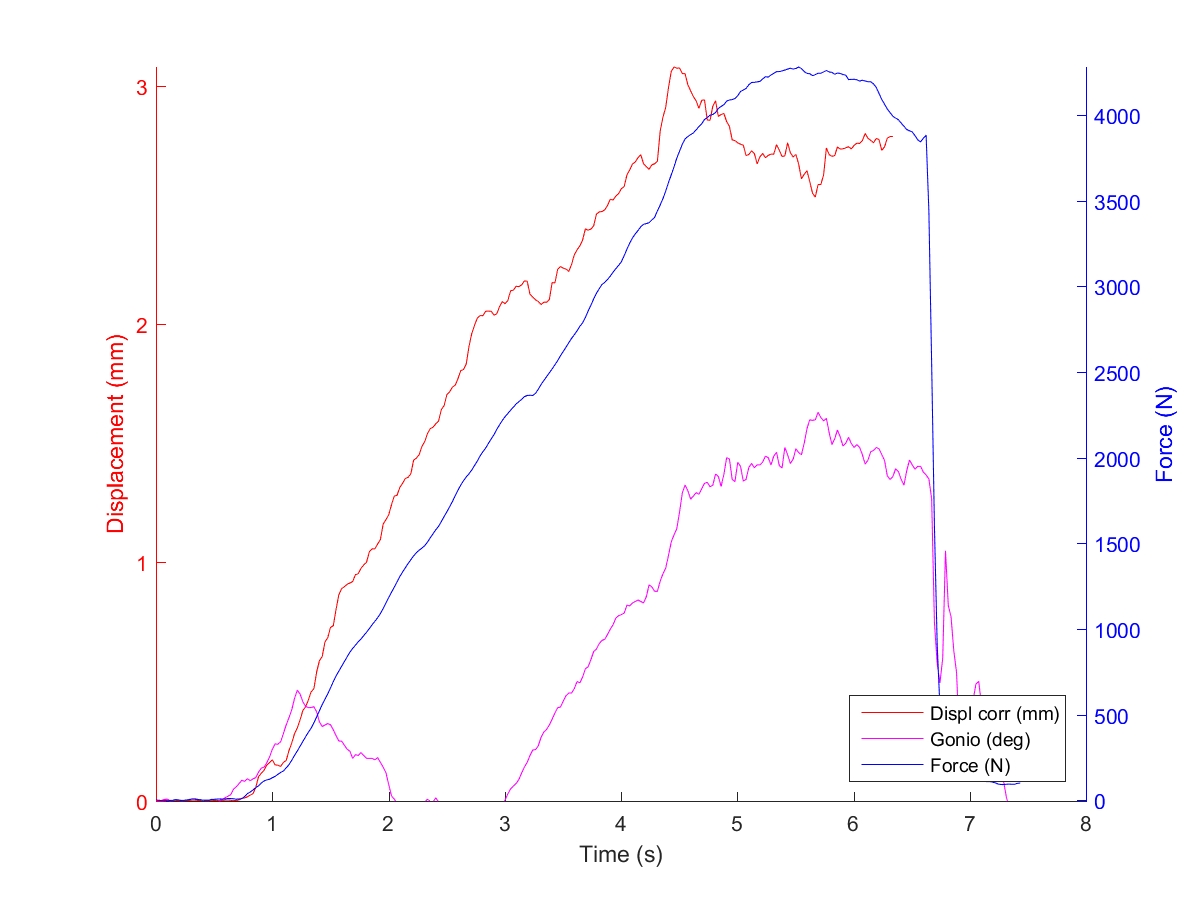 3
2
1
0
Displacement (mm)
4000
3500
3000
2500
2000
1500
1000
500
0
Force (N)
Displ corr (mm)
Gonio (deg)
Force (N)
0 1 2 3 4 5 6 7 8
Time (s)